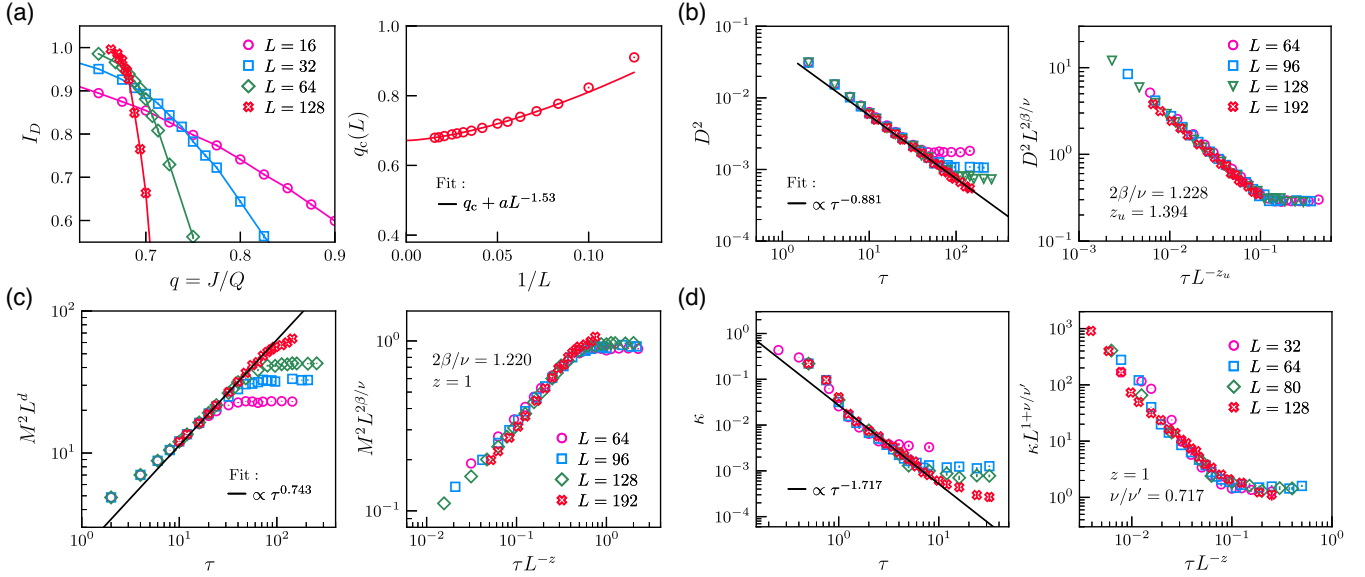 (a)
1.0
0.9
0.8
0.7
0.6
I_D
0.7
0.8
0.9
q = J/Q
L = 16
L = 32
L = 64
L = 128
1.0
0.8
0.6
0.4
0.2
q_c(L)
0.00
0.05
0.10
1/L
Fit :
q_c + aL^{-1.53}
(b)
10^{-1}
10^{-2}
10^{-3}
10^{-4}
D^2
10^0
10^1
10^2
τ
Fit :
∝ τ^{-0.881}
10^1
10^0
10^{-1}
D^2 L^{2β/ν}
10^{-3}
10^{-2}
10^{-1}
10^0
τL^{-z_u}
L = 64
L = 96
L = 128
L = 192
2β/ν = 1.228
z_u = 1.394
(c)
10^2
10^1
M^2 L^d
10^0
10^1
10^2
τ
Fit :
∝ τ^{0.743}
10^0
10^{-1}
M^2 L^{2β/ν}
10^{-2}
10^{-1}
10^0
τL^{-z}
2β/ν = 1.220
z = 1
L = 64
L = 96
L = 128
L = 192
(d)
10^0
10^{-1}
10^{-2}
10^{-3}
10^{-4}
κ
10^0
10^1
τ
∝ τ^{-1.717}
10^3
10^2
10^1
10^0
κL^{1+ν/ν′}
10^{-2}
10^{-1}
10^0
τL^{-z}
L = 32
L = 64
L = 80
L = 128
z = 1
ν/ν′ = 0.717